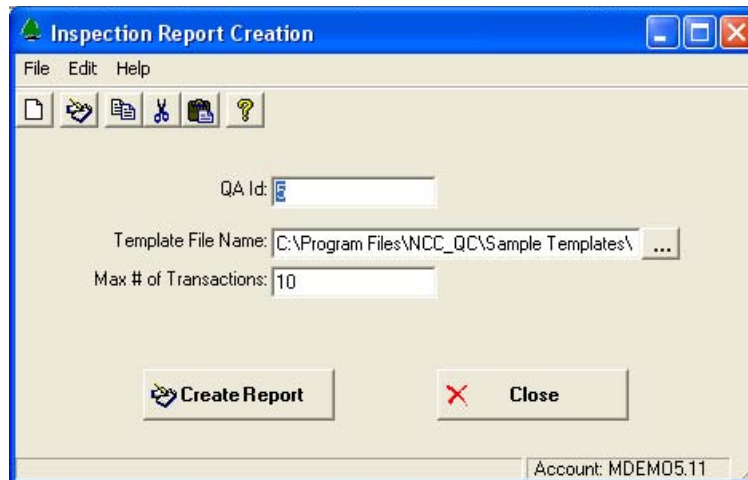 Inspection Report Creation
File Edit Help
QA Id: 5
Template File Name: C:\Program Files\NCC_QC\Sample Templates\ ...
Max # of Transactions: 10
Create Report Close
Account: MDEMO5.11